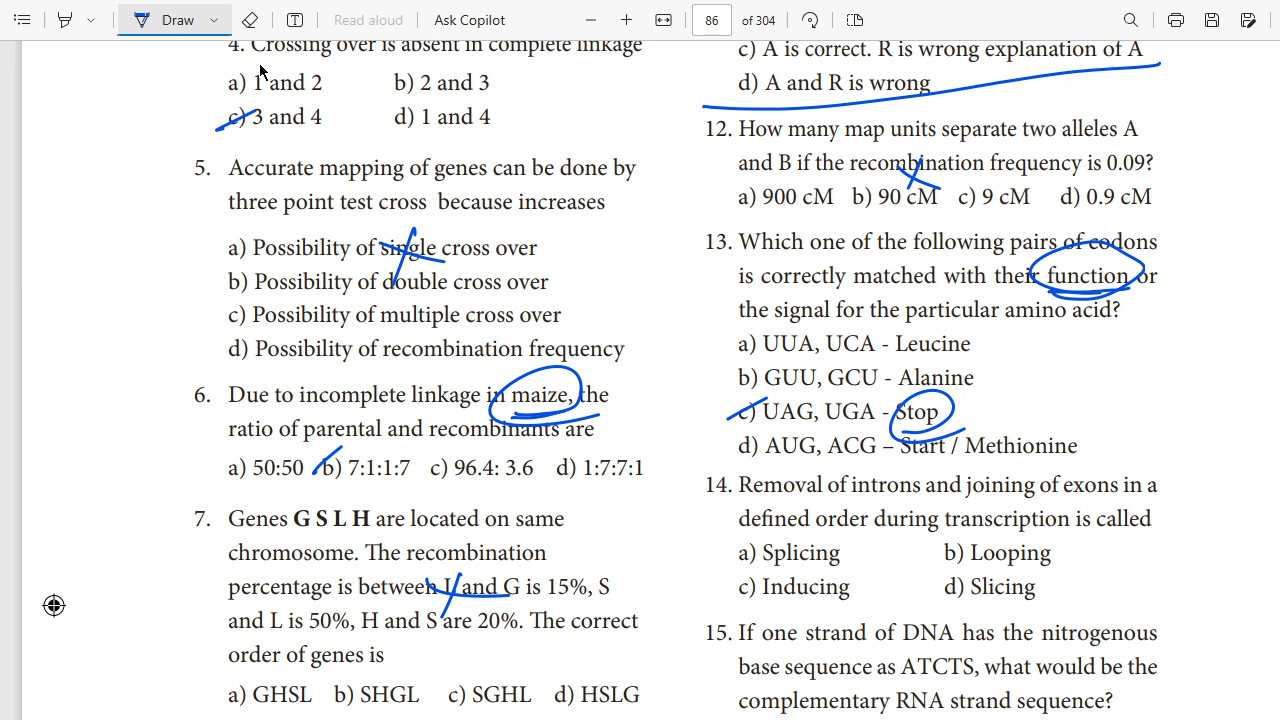 Draw
Read aloud
Ask Copilot
86 of 304
4. Crossing over is absent in complete linkage
a) 1 and 2 b) 2 and 3
c) 3 and 4 d) 1 and 4
5. Accurate mapping of genes can be done by
three point test cross because increases
a) Possibility of single cross over
b) Possibility of double cross over
c) Possibility of multiple cross over
d) Possibility of recombination frequency
6. Due to incomplete linkage in maize, the
ratio of parental and recombinants are
a) 50:50 b) 7:1:1:7 c) 96.4: 3.6 d) 1:7:7:1
7. Genes G S L H are located on same
chromosome. The recombination
percentage is between L and G is 15%, S
and L is 50%, H and S are 20%. The correct
order of genes is
a) GHSL b) SHGL c) SGHL d) HSLG
c) A is correct. R is wrong explanation of A
d) A and R is wrong
12. How many map units separate two alleles A
and B if the recombination frequency is 0.09?
a) 900 cM b) 90 cM c) 9 cM d) 0.9 cM
13. Which one of the following pairs of codons
is correctly matched with their function or
the signal for the particular amino acid?
a) UUA, UCA - Leucine
b) GUU, GCU - Alanine
c) UAG, UGA - Stop
d) AUG, ACG – Start / Methionine
14. Removal of introns and joining of exons in a
defined order during transcription is called
a) Splicing b) Looping
c) Inducing d) Slicing
15. If one strand of DNA has the nitrogenous
base sequence as ATCTS, what would be the
complementary RNA strand sequence?